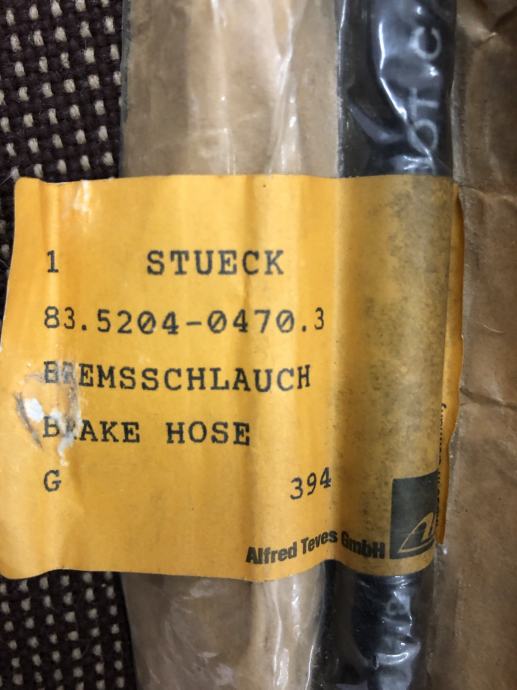 1 STUECK
83.5204-0470.3
BREMSSCHLAUCH
BRAKE HOSE
G 394
Alfred Teves GmbH